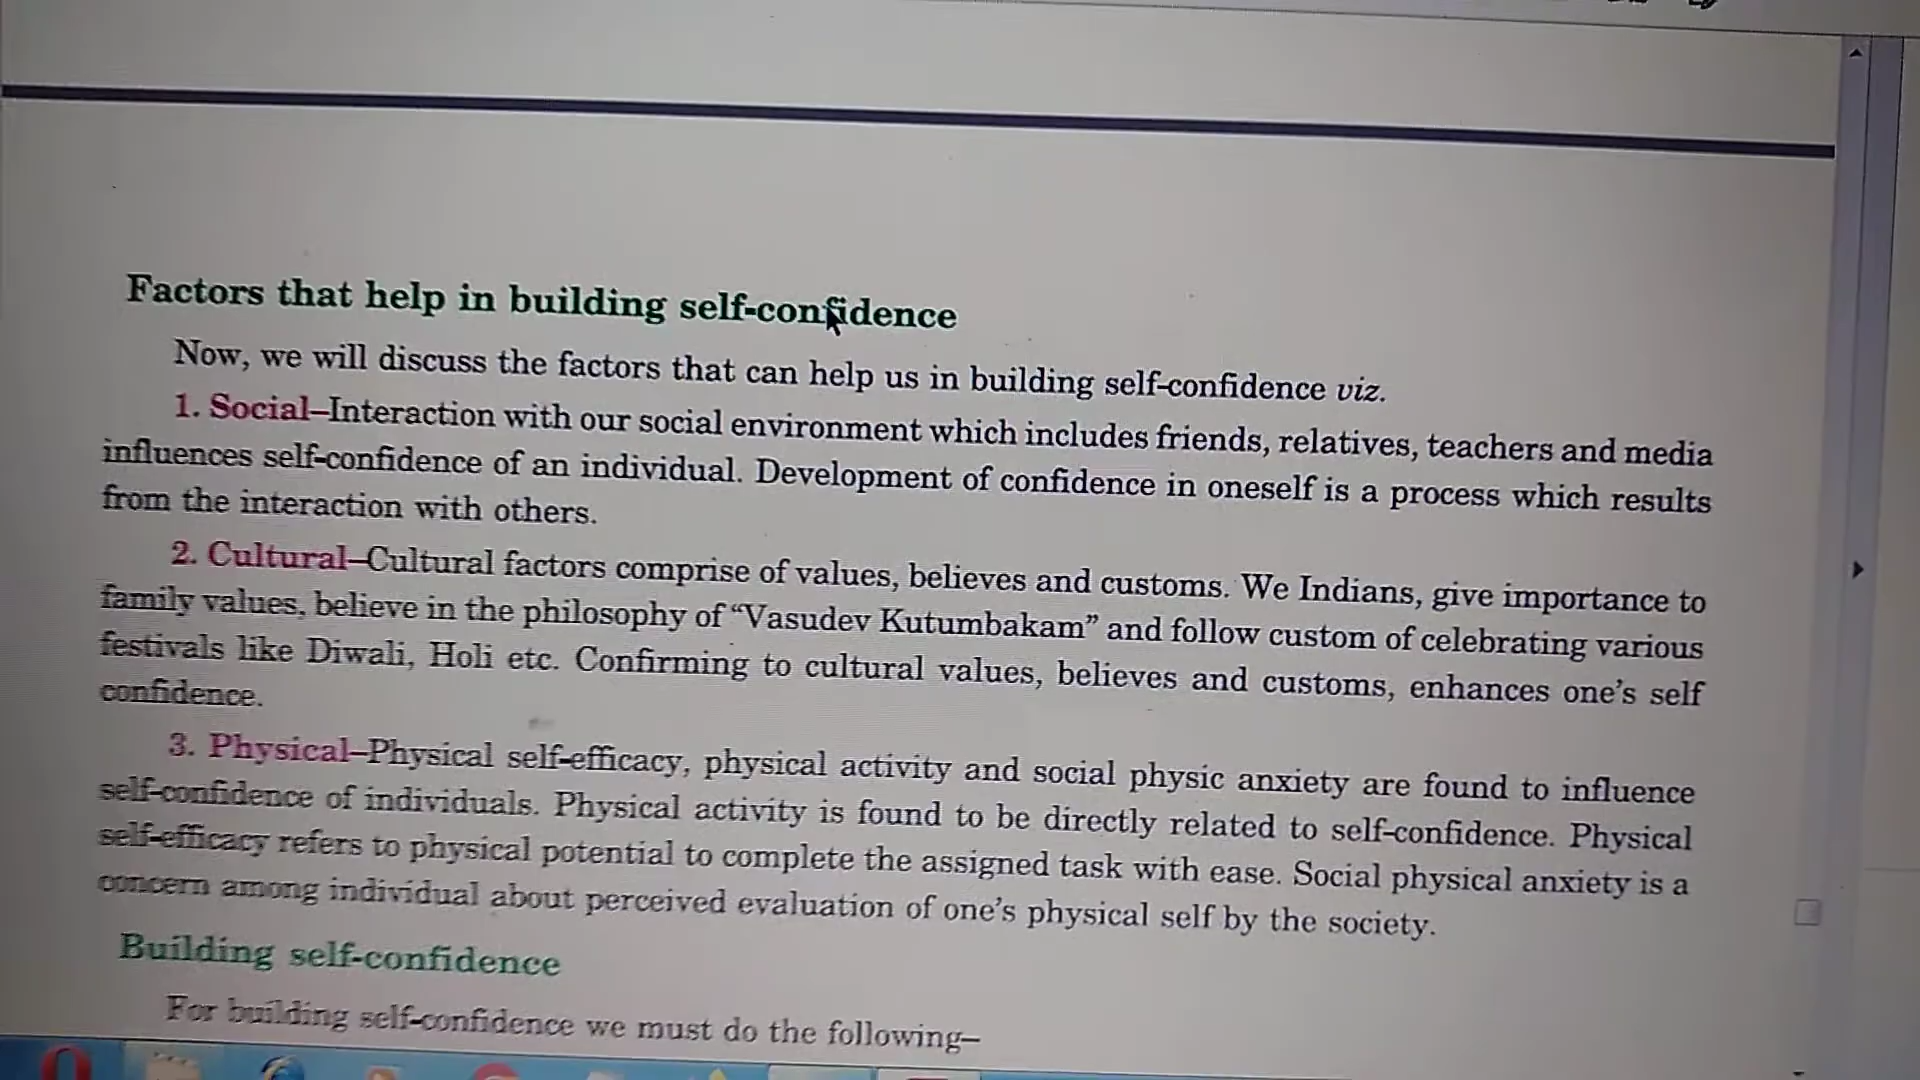 Factors that help in building self-confidence
Now, we will discuss the factors that can help us in building self-confidence viz.
1. Social–Interaction with our social environment which includes friends, relatives, teachers and media
influences self-confidence of an individual. Development of confidence in oneself is a process which results
from the interaction with others.
2. Cultural–Cultural factors comprise of values, believes and customs. We Indians, give importance to
family values, believe in the philosophy of “Vasudev Kutumbakam” and follow custom of celebrating various
festivals like Diwali, Holi etc. Confirming to cultural values, believes and customs, enhances one’s self
confidence.
3. Physical–Physical self-efficacy, physical activity and social physic anxiety are found to influence
self-confidence of individuals. Physical activity is found to be directly related to self-confidence. Physical
self-efficacy refers to physical potential to complete the assigned task with ease. Social physical anxiety is a
concern among individual about perceived evaluation of one’s physical self by the society.
Building self-confidence
For building self-confidence we must do the following–